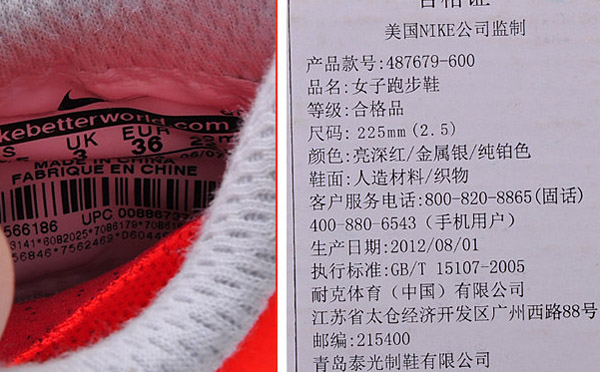 kebetterworld.com
S UK EUR
3 36 22
MADE IN CHINA 06/07
FABRIQUE EN CHINE
566186 UPC 00886737
合格证
美国NIKE公司监制
产品款号:487679-600
品名:女子跑步鞋
等级:合格品
尺码:225mm(2.5)
颜色:亮深红/金属银/纯铂色
鞋面:人造材料/织物
客户服务电话:800-820-8865(固话)
400-880-6543(手机用户)
生产日期:2012/08/01
执行标准:GB/T 15107-2005
耐克体育(中国)有限公司
江苏省太仓经济开发区广州西路88号
邮编:215400
青岛泰光制鞋有限公司